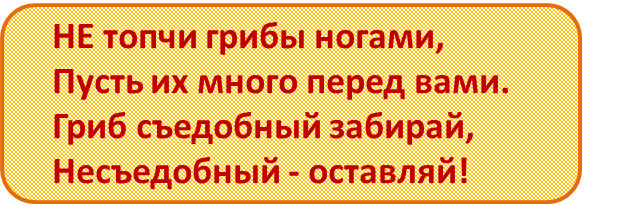 НЕ топчи грибы ногами,
Пусть их много перед вами.
Гриб съедобный забирай,
Несъедобный - оставляй!